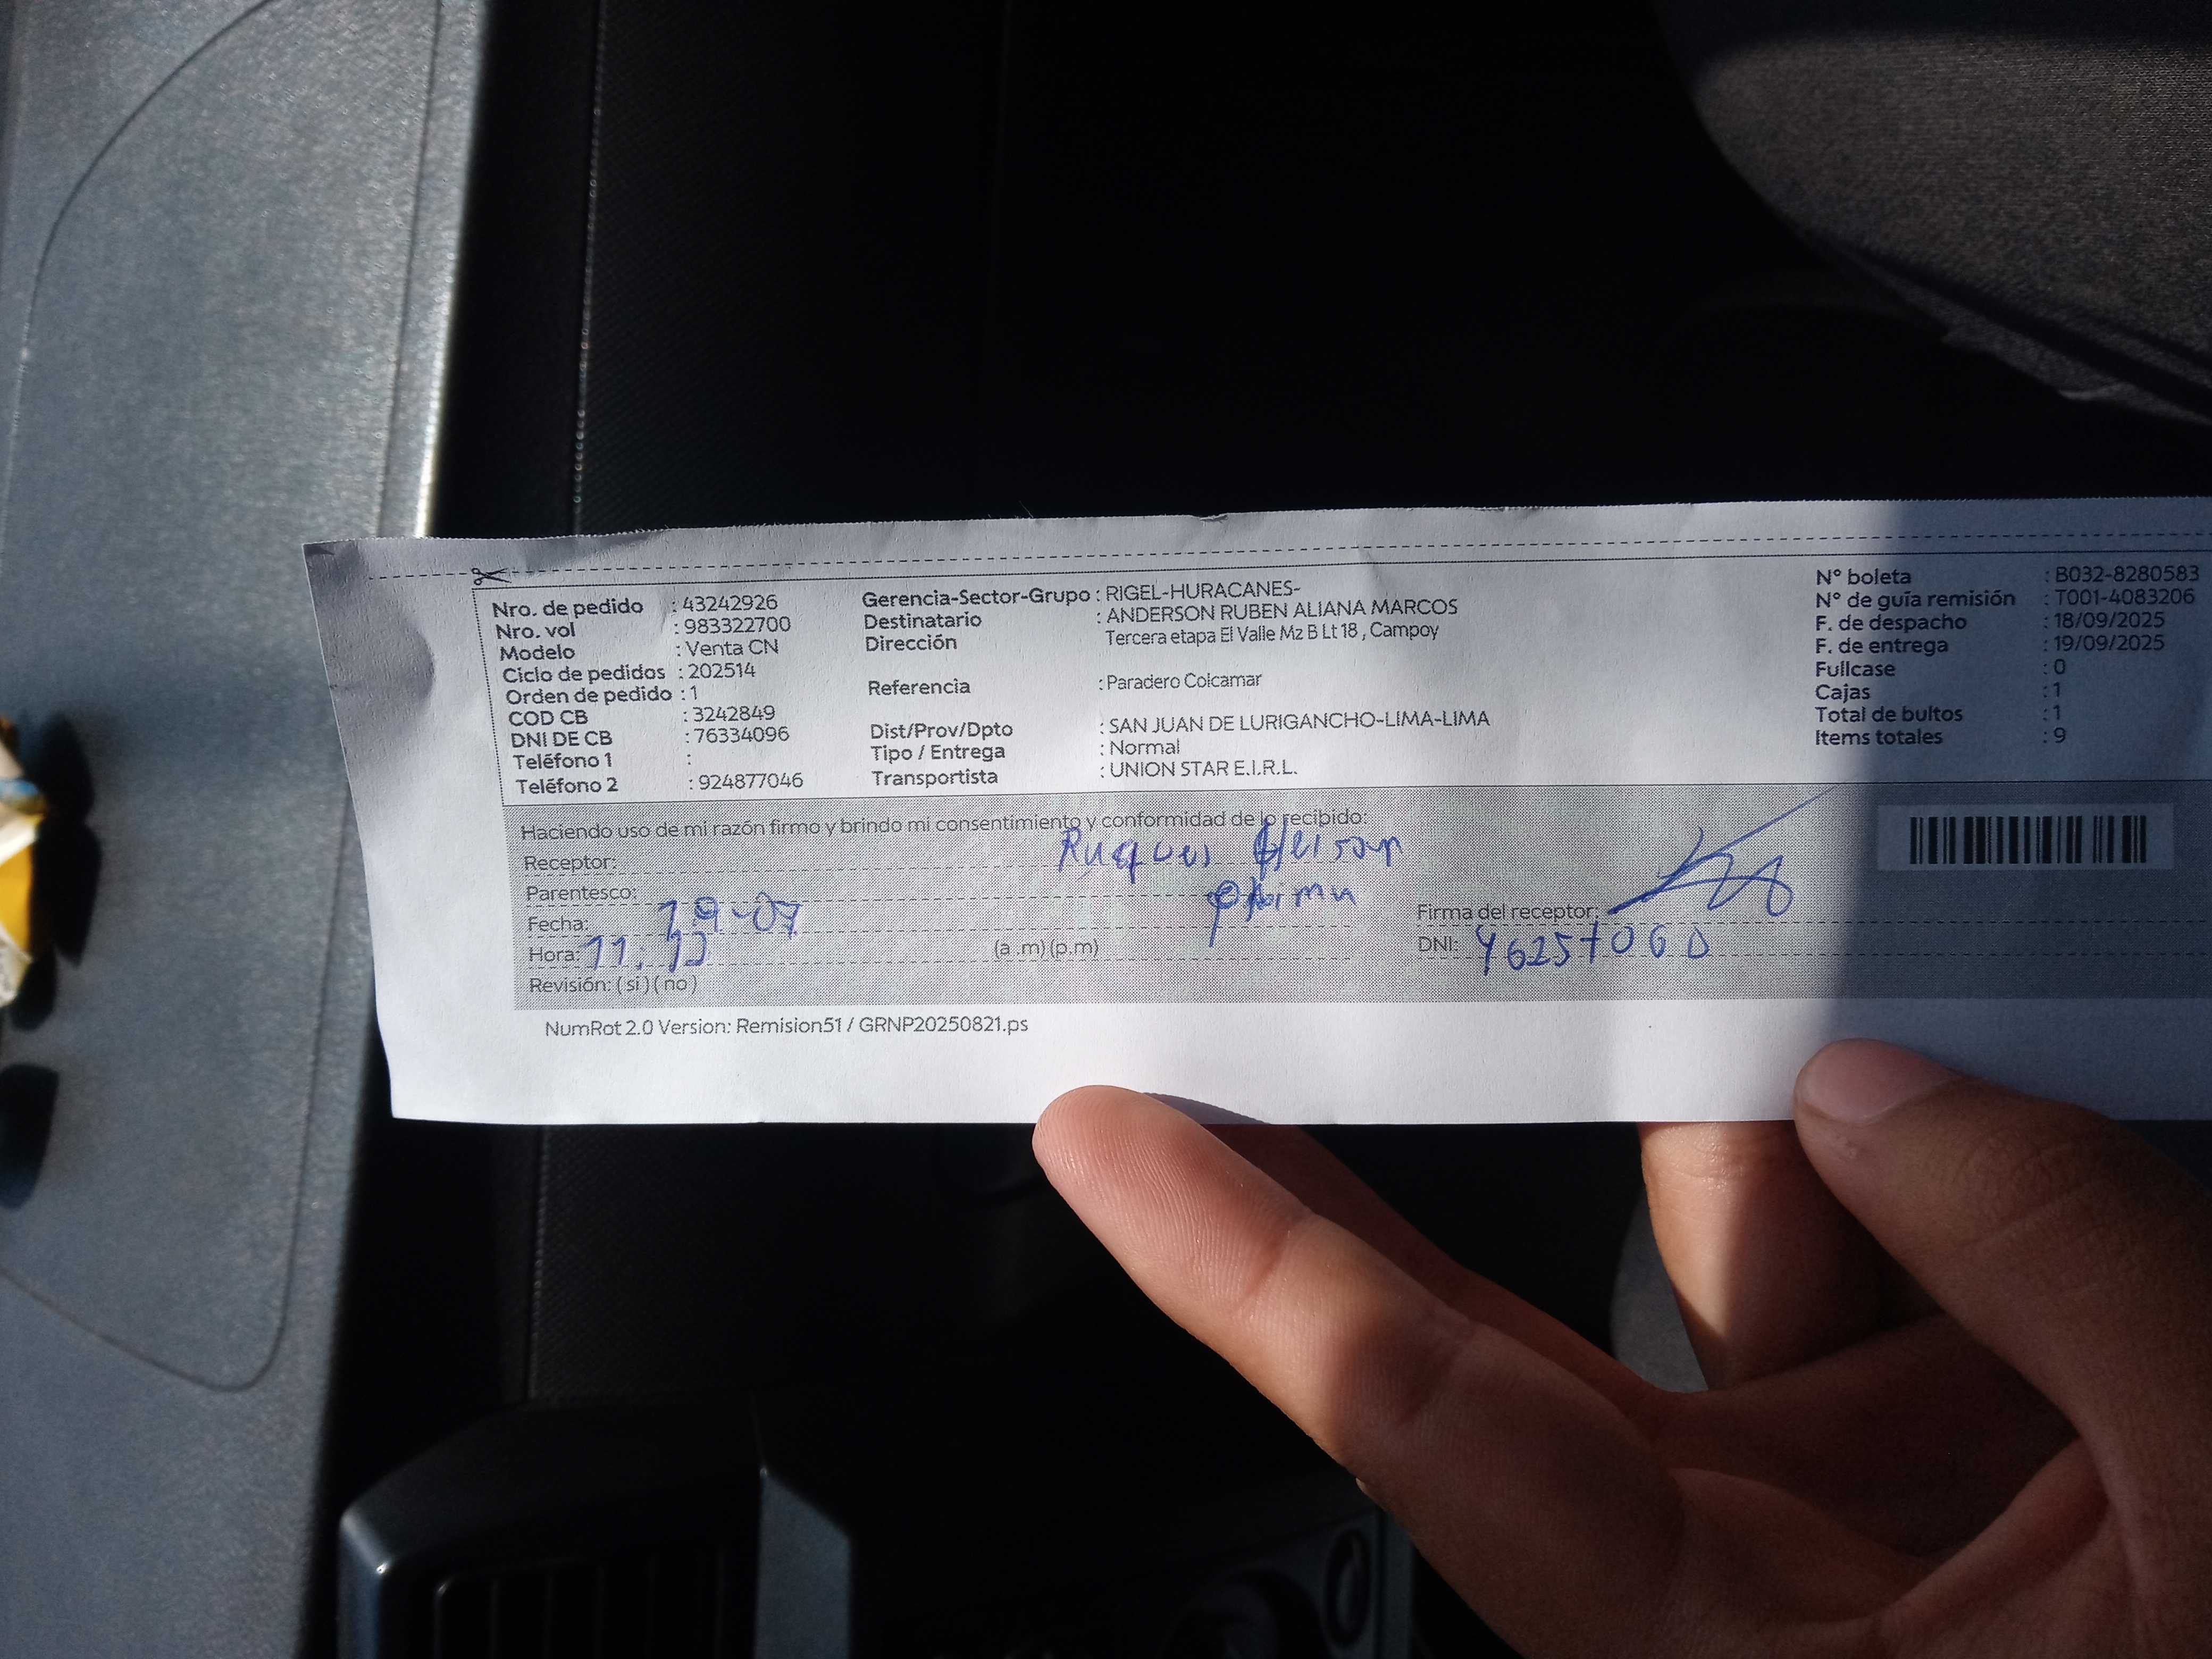 Nro. de pedido : 43242926
Nro. vol : 983322700
Modelo : Venta CN
Ciclo de pedidos : 202514
Orden de pedido : 1
COD CB : 3242849
DNI DE CB : 76334096
Teléfono 1 :
Teléfono 2 : 924877046
Gerencia-Sector-Grupo : RIGEL-HURACANES-
Destinatario : ANDERSON RUBEN ALIANA MARCOS
Dirección Tercera etapa El Valle Mz B Lt 18 , Campoy
Referencia : Paradero Colcamar
Dist/Prov/Dpto : SAN JUAN DE LURIGANCHO-LIMA-LIMA
Tipo / Entrega : Normal
Transportista : UNION STAR E.I.R.L.
N° boleta : B032-8280583
N° de guía remisión : T001-4083206
F. de despacho : 18/09/2025
F. de entrega : 19/09/2025
Fullcase : 0
Cajas : 1
Total de bultos : 1
Items totales : 9
Haciendo uso de mi razón firmo y brindo mi consentimiento y conformidad de lo recibido:
Receptor:
Parentesco:
Fecha: 19-07
Hora: 11: (a .m) (p.m)
Revisión: ( si ) ( no )
Firma del receptor:
DNI: 46257060
NumRot 2.0 Version: Remision51 / GRNP20250821.ps